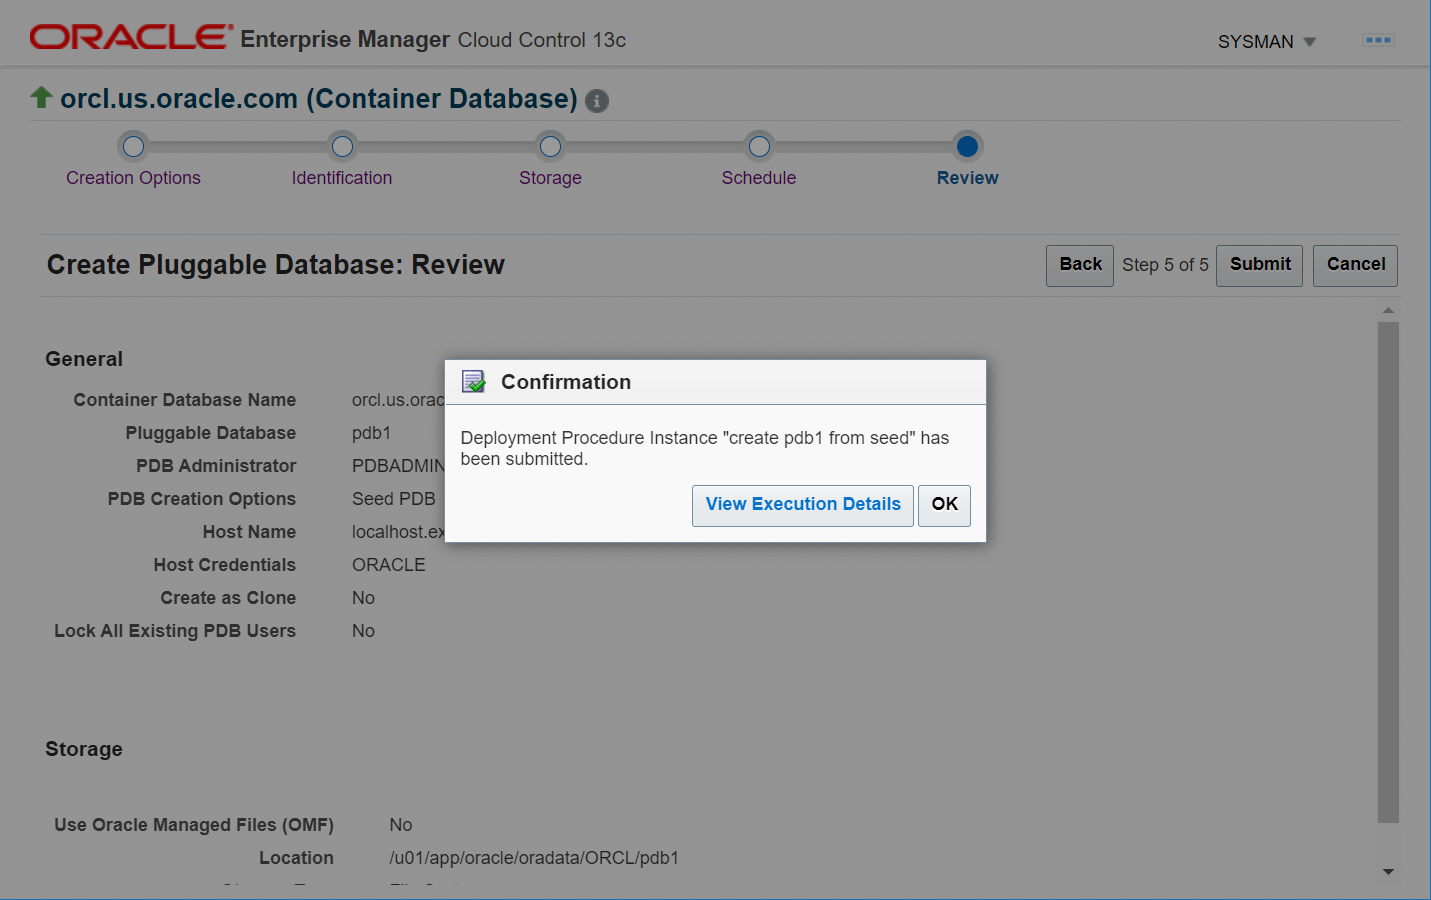 ORACLE Enterprise Manager Cloud Control 13c
SYSMAN
orcl.us.oracle.com (Container Database)
Creation Options
Identification
Storage
Schedule
Review
Create Pluggable Database: Review
Back
Step 5 of 5
Submit
Cancel
General
Container Database Name
orcl.us.orac
Pluggable Database
pdb1
PDB Administrator
PDBADMIN
PDB Creation Options
Seed PDB
Host Name
localhost.ex
Host Credentials
ORACLE
Create as Clone
No
Lock All Existing PDB Users
No
Confirmation
Deployment Procedure Instance "create pdb1 from seed" has
been submitted.
View Execution Details
OK
Storage
Use Oracle Managed Files (OMF)
No
Location
/u01/app/oracle/oradata/ORCL/pdb1